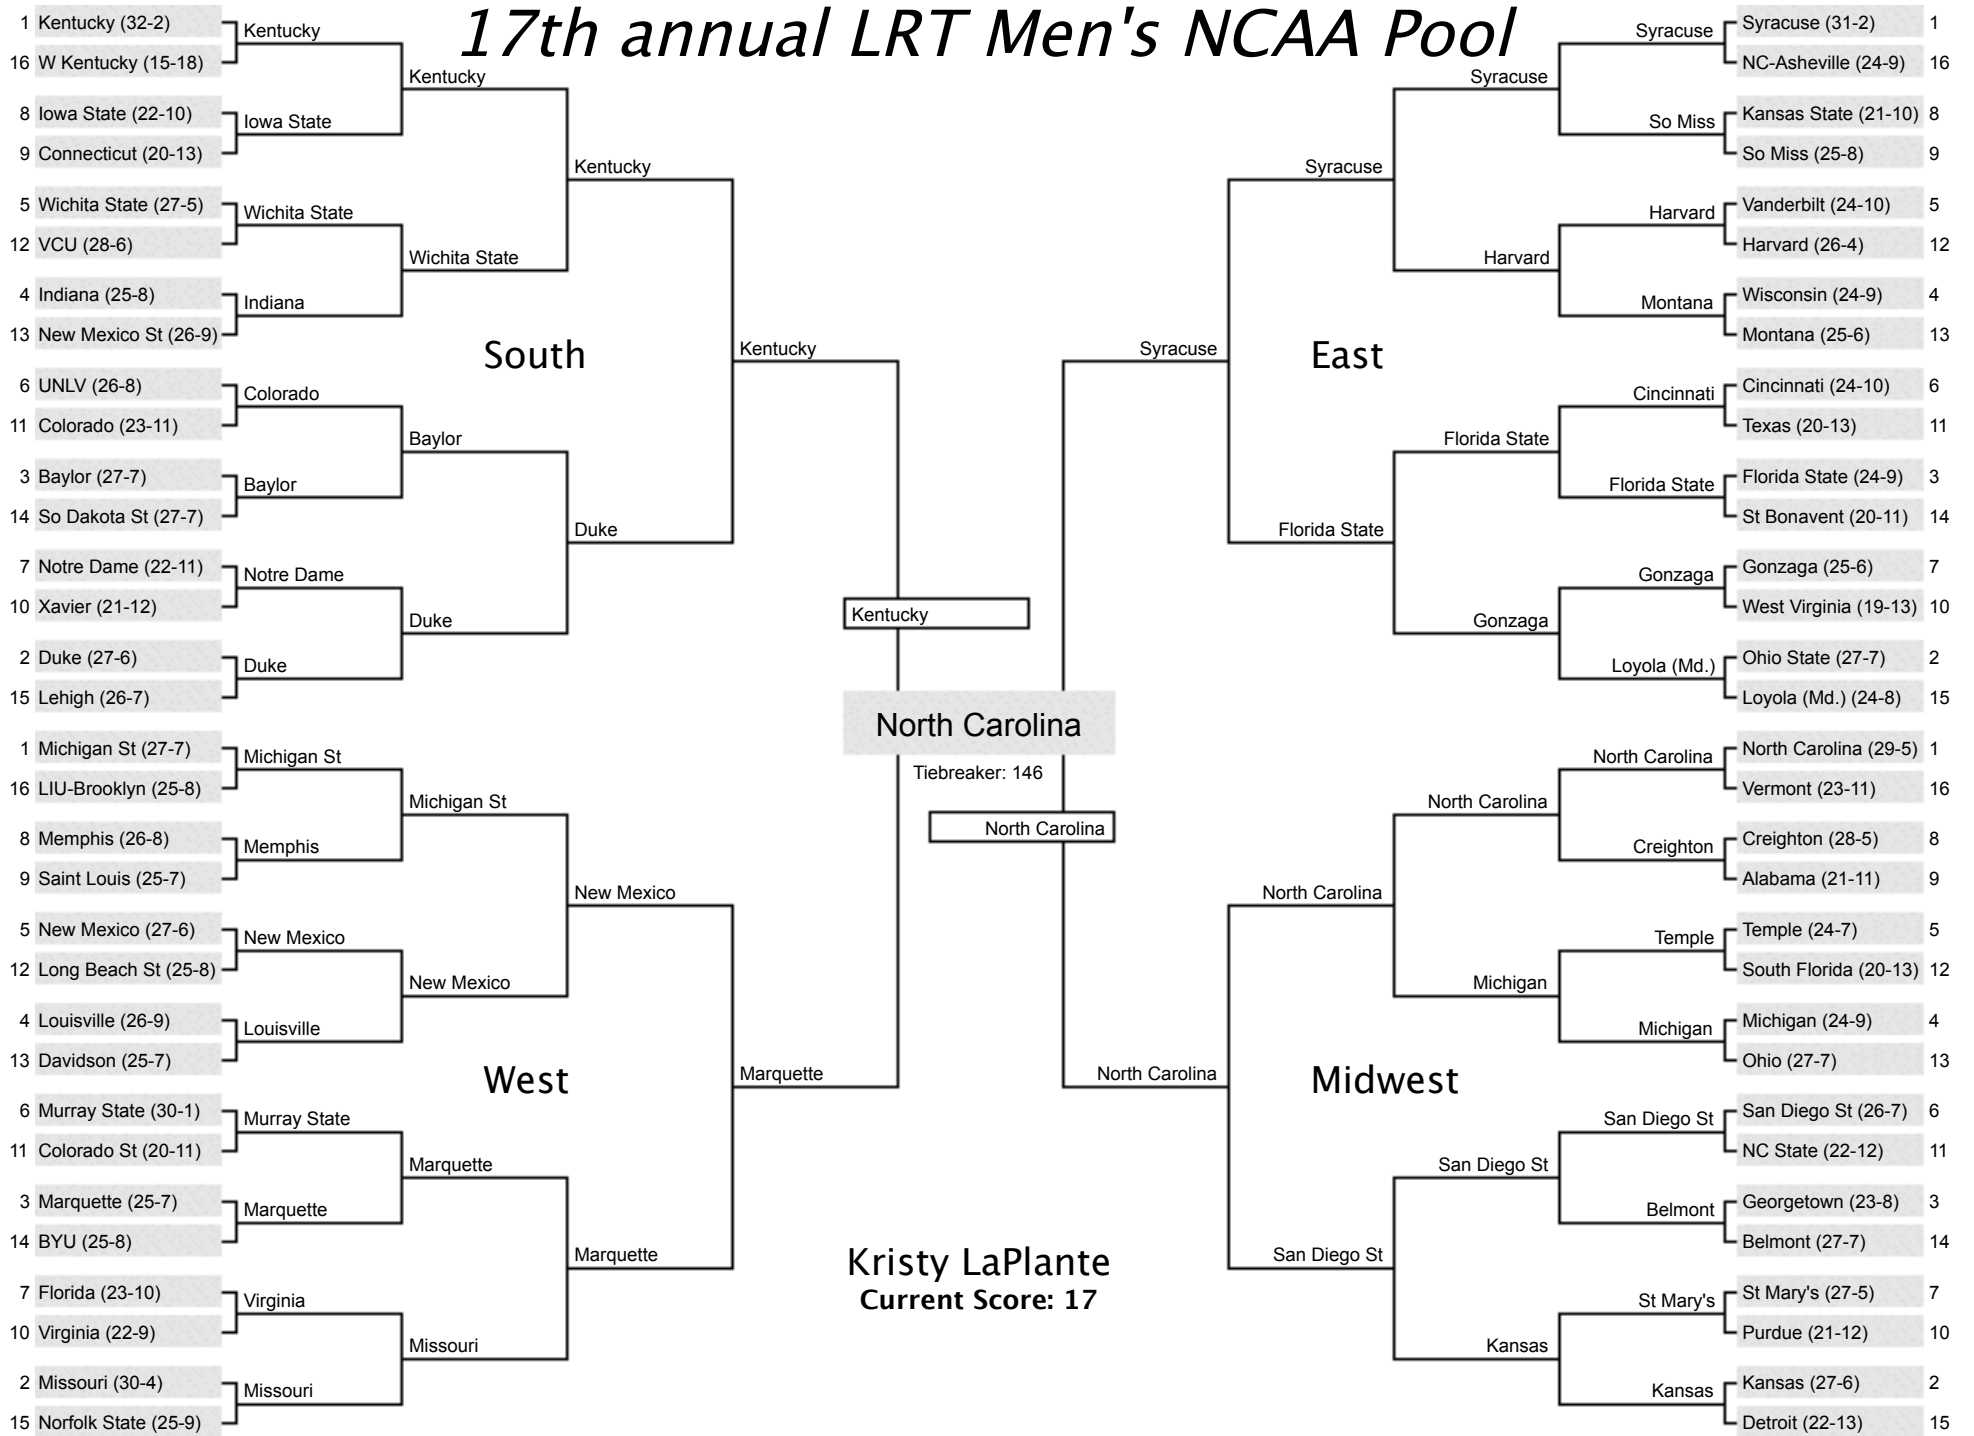 17th annual LRT Men's NCAA Pool
1 Kentucky (32-2)
16 W Kentucky (15-18)
8 Iowa State (22-10)
9 Connecticut (20-13)
5 Wichita State (27-5)
12 VCU (28-6)
4 Indiana (25-8)
13 New Mexico St (26-9)
6 UNLV (26-8)
11 Colorado (23-11)
3 Baylor (27-7)
14 So Dakota St (27-7)
7 Notre Dame (22-11)
10 Xavier (21-12)
2 Duke (27-6)
15 Lehigh (26-7)
Kentucky
Iowa State
Wichita State
Indiana
Colorado
Baylor
Notre Dame
Duke
Kentucky
Wichita State
Baylor
Duke
Kentucky
Duke
South
Kentucky
1 Michigan St (27-7)
16 LIU-Brooklyn (25-8)
8 Memphis (26-8)
9 Saint Louis (25-7)
5 New Mexico (27-6)
12 Long Beach St (25-8)
4 Louisville (26-9)
13 Davidson (25-7)
6 Murray State (30-1)
11 Colorado St (20-11)
3 Marquette (25-7)
14 BYU (25-8)
7 Florida (23-10)
10 Virginia (22-9)
2 Missouri (30-4)
15 Norfolk State (25-9)
Michigan St
Memphis
New Mexico
Louisville
Murray State
Marquette
Virginia
Missouri
Michigan St
New Mexico
Marquette
Missouri
New Mexico
Marquette
West
Marquette
Kentucky
North Carolina
Tiebreaker: 146
North Carolina
Kristy LaPlante
Current Score: 17
Syracuse
East
Syracuse
Florida State
Syracuse
Harvard
Florida State
Gonzaga
Syracuse
So Miss
Harvard
Montana
Cincinnati
Florida State
Gonzaga
Loyola (Md.)
Syracuse (31-2) 1
NC-Asheville (24-9) 16
Kansas State (21-10) 8
So Miss (25-8) 9
Vanderbilt (24-10) 5
Harvard (26-4) 12
Wisconsin (24-9) 4
Montana (25-6) 13
Cincinnati (24-10) 6
Texas (20-13) 11
Florida State (24-9) 3
St Bonavent (20-11) 14
Gonzaga (25-6) 7
West Virginia (19-13) 10
Ohio State (27-7) 2
Loyola (Md.) (24-8) 15
North Carolina
Midwest
North Carolina
San Diego St
North Carolina
Michigan
San Diego St
Kansas
North Carolina
Creighton
Temple
Michigan
San Diego St
Belmont
St Mary's
Kansas
North Carolina (29-5) 1
Vermont (23-11) 16
Creighton (28-5) 8
Alabama (21-11) 9
Temple (24-7) 5
South Florida (20-13) 12
Michigan (24-9) 4
Ohio (27-7) 13
San Diego St (26-7) 6
NC State (22-12) 11
Georgetown (23-8) 3
Belmont (27-7) 14
St Mary's (27-5) 7
Purdue (21-12) 10
Kansas (27-6) 2
Detroit (22-13) 15